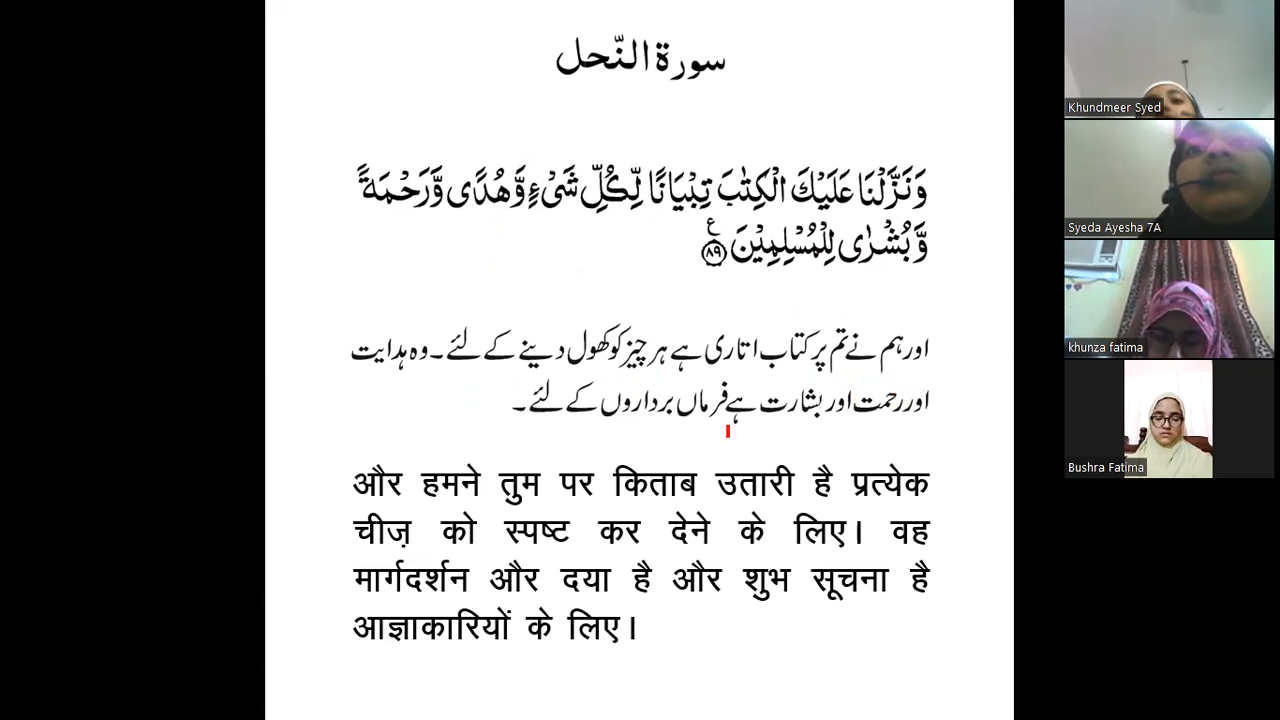 سورة النّحل
وَنَزَّلْنَا عَلَيْكَ الْكِتٰبَ تِبْيَانًا لِّكُلِّ شَىْءٍ وَّهُدًى وَّرَحْمَةً
وَّبُشْرٰى لِلْمُسْلِمِيْنَ ۝۸۹ ع
اور ہم نے تم پر کتاب اتاری ہے ہر چیز کو کھول دینے کے لئے۔ وہ ہدایت
اور رحمت اور بشارت ہے فرماں برداروں کے لئے۔
और हमने तुम पर किताब उतारी है प्रत्येक
चीज़ को स्पष्ट कर देने के लिए। वह
मार्गदर्शन और दया है और शुभ सूचना है
आज्ञाकारियों के लिए।
Khundmeer Syed
Syeda Ayesha 7A
khunza fatima
Bushra Fatima